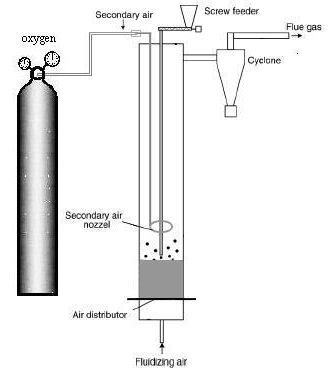 Secondary air
Screw feeder
Flue gas
oxygen
Cyclone
Secondary air
nozzel
Air distributor
Fluidizing air